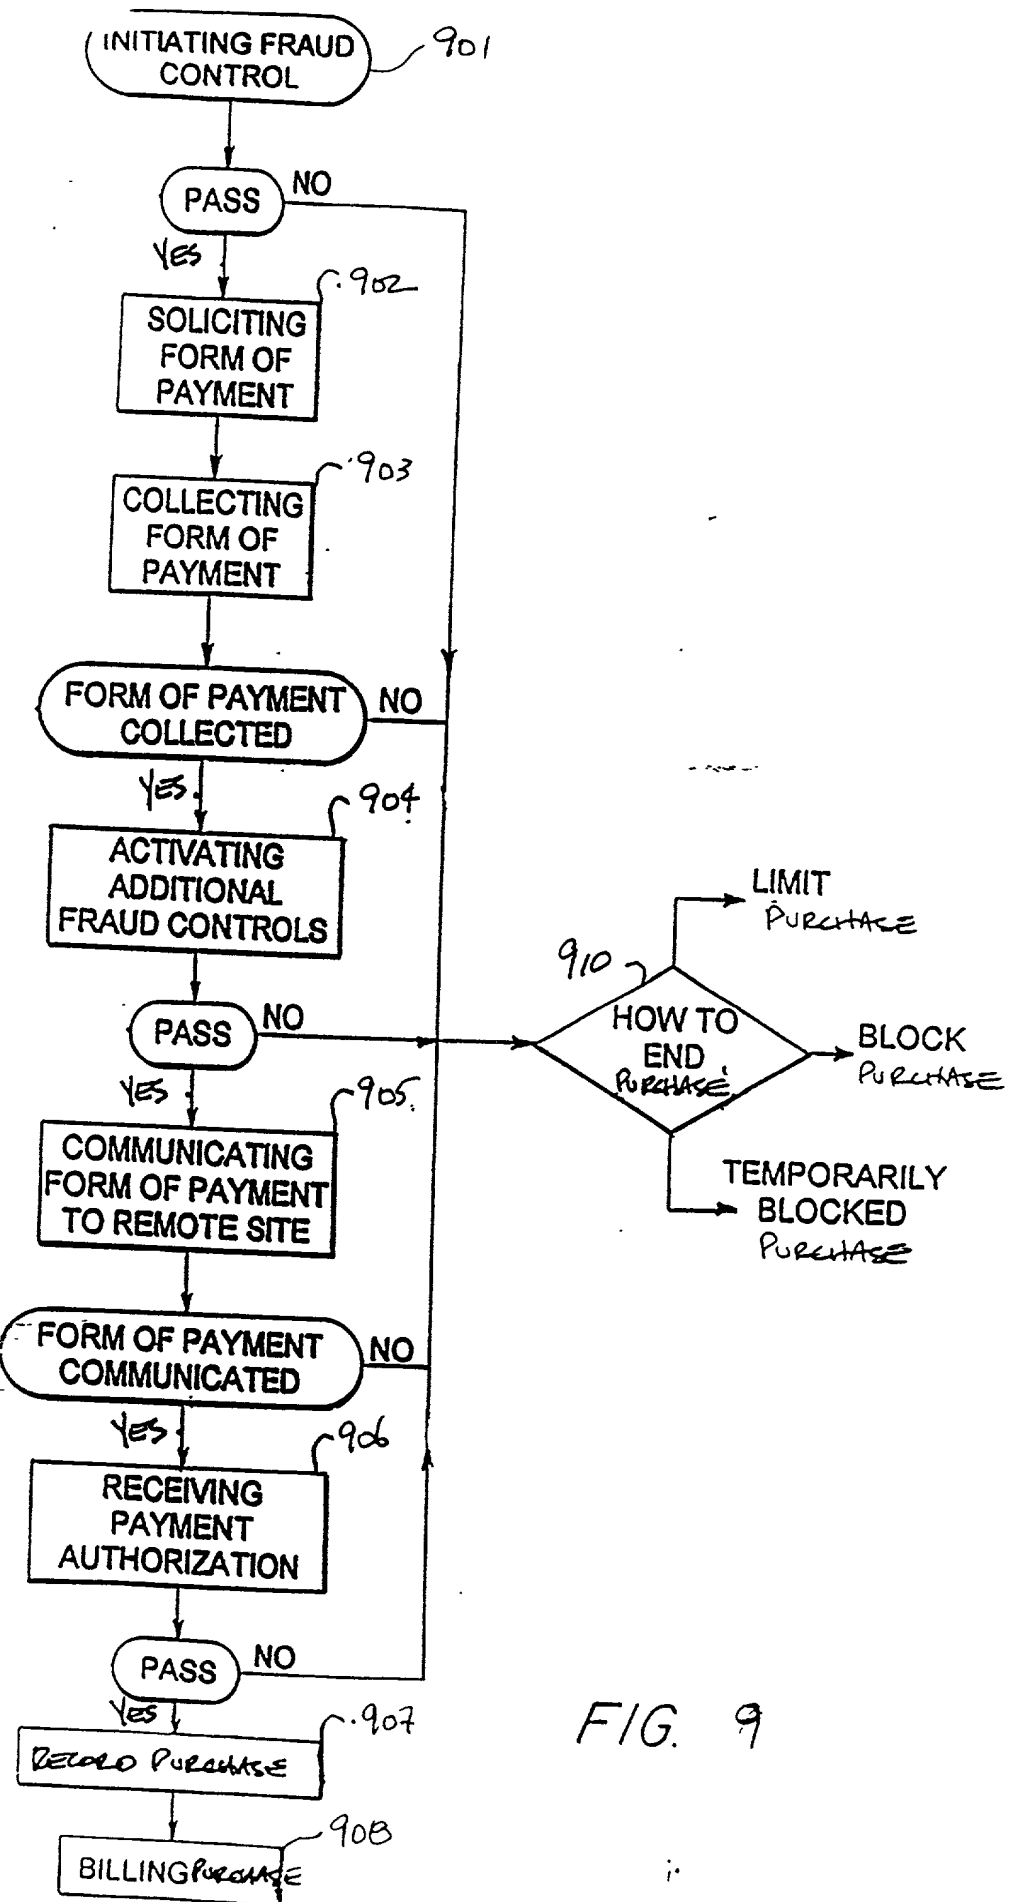 INITIATING FRAUD
CONTROL
901
PASS
NO
YES
902
SOLICITING
FORM OF
PAYMENT
903
COLLECTING
FORM OF
PAYMENT
FORM OF PAYMENT
COLLECTED
NO
YES
904
ACTIVATING
ADDITIONAL
FRAUD CONTROLS
PASS
NO
YES
905
COMMUNICATING
FORM OF PAYMENT
TO REMOTE SITE
FORM OF PAYMENT
COMMUNICATED
NO
YES
906
RECEIVING
PAYMENT
AUTHORIZATION
PASS
NO
YES
907
RECORD PURCHASE
908
BILLING PURCHASE
910
HOW TO
END
PURCHASE
LIMIT
PURCHASE
BLOCK
PURCHASE
TEMPORARILY
BLOCKED
PURCHASE
FIG. 9